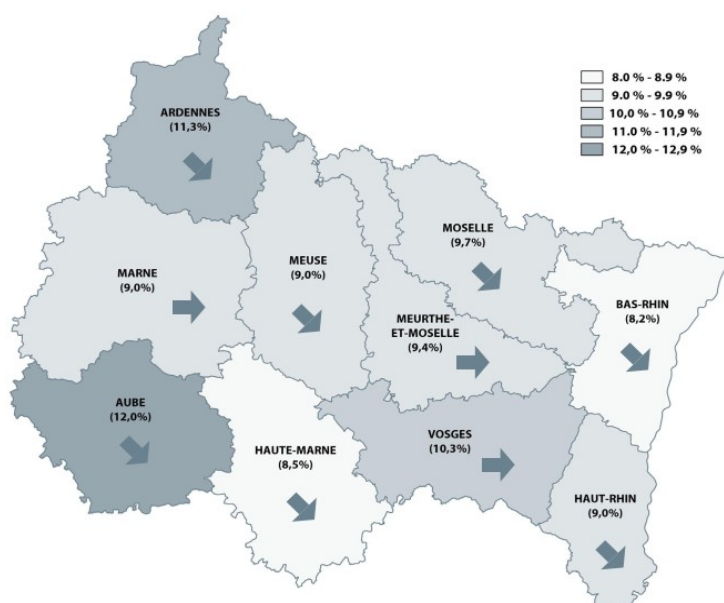 8.0 % - 8.9 %
9.0 % - 9.9 %
10,0 % - 10,9 %
11.0 % - 11,9 %
12,0 % - 12,9 %
ARDENNES
(11,3%)
MOSELLE
(9,7%)
MEUSE
(9,0%)
MARNE
(9,0%)
BAS-RHIN
(8,2%)
MEURTHE-
ET-MOSELLE
(9,4%)
AUBE
(12,0%)
HAUTE-MARNE
(8,5%)
VOSGES
(10,3%)
HAUT-RHIN
(9,0%)